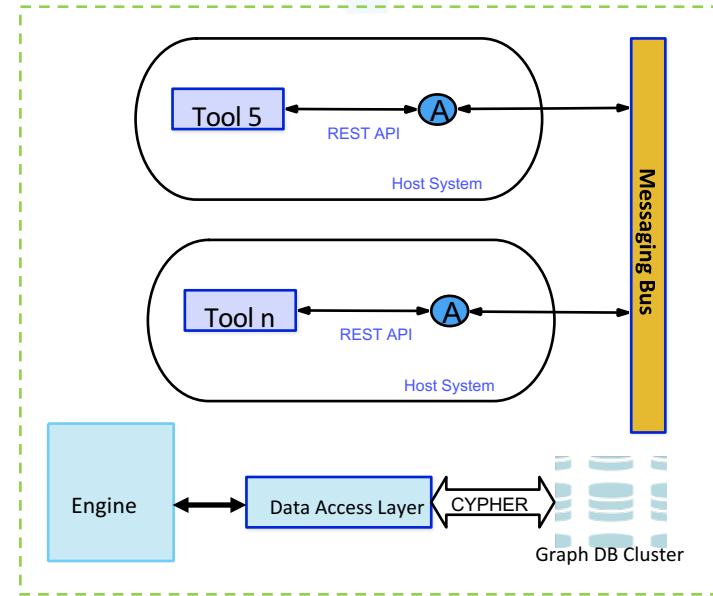 Tool 5
A
REST API
Host System
Messaging Bus
Tool n
A
REST API
Host System
Engine
Data Access Layer
CYPHER
Graph DB Cluster